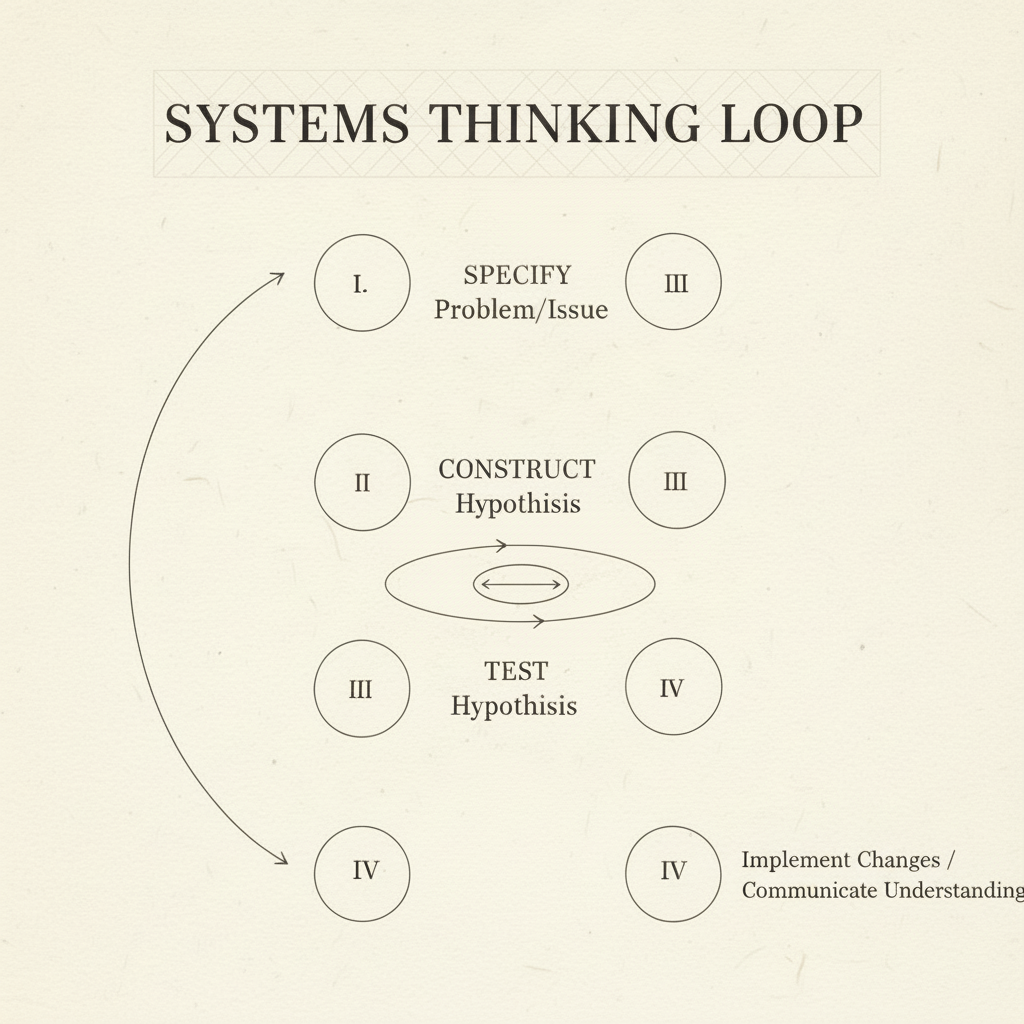 SYSTEMS THINKING LOOP
I.
SPECIFY
Problem/Issue
III
II
CONSTRUCT
Hypothisis
III
III
TEST
Hypothisis
IV
IV
IV
Implement Changes /
Communicate Understanding